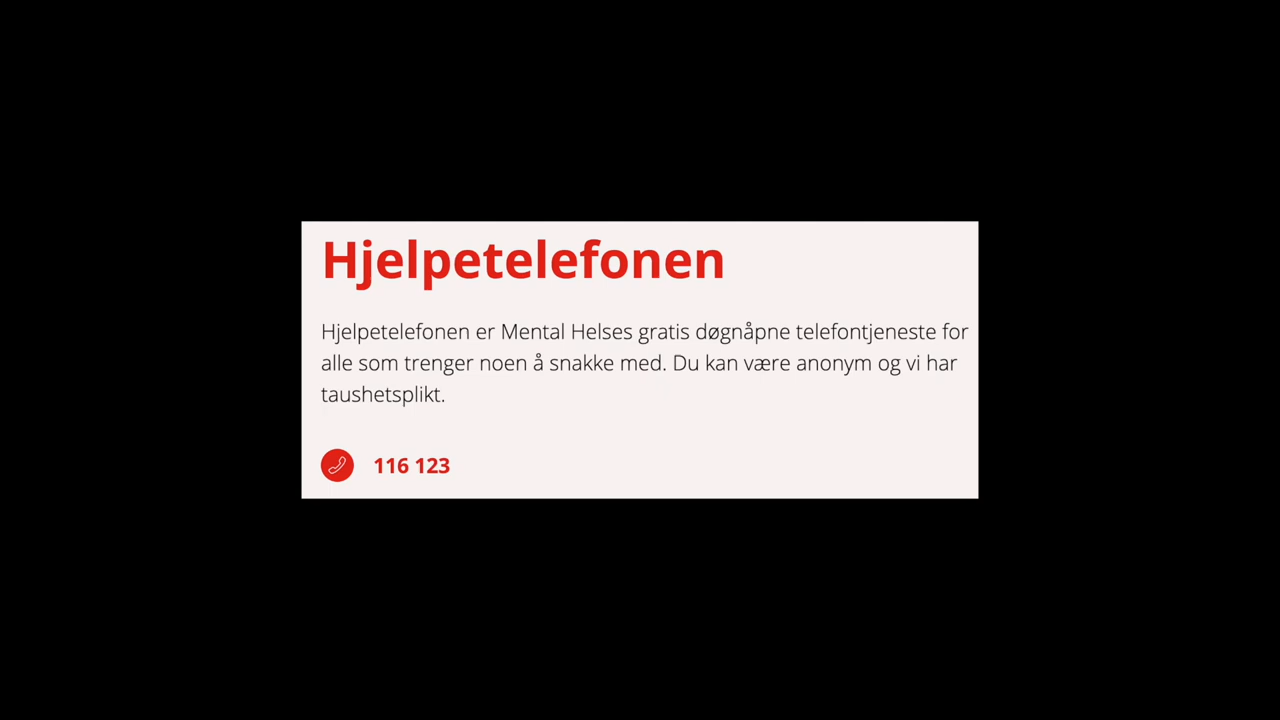 Hjelpetelefonen
Hjelpetelefonen er Mental Helses gratis døgnåpne telefontjeneste for
alle som trenger noen å snakke med. Du kan være anonym og vi har
taushetsplikt.
116 123